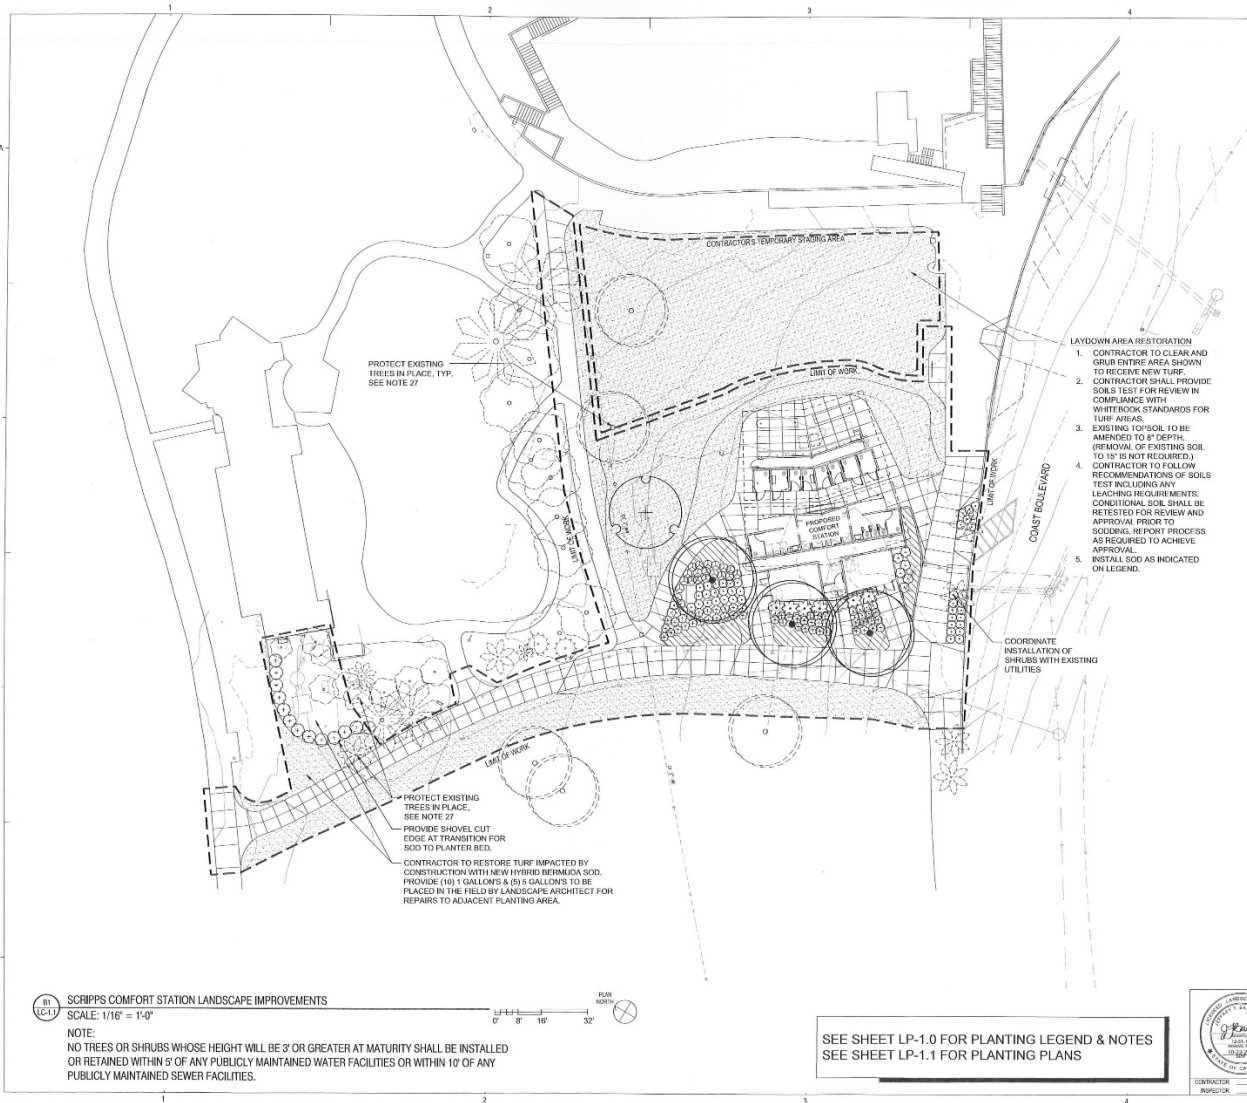 1
2
3
4
A
CONTRACTOR'S TEMPORARY STAGING AREA
PROTECT EXISTING
TREES IN PLACE, TYP.
SEE NOTE 27
LIMIT OF WORK
LAYDOWN AREA RESTORATION
1. CONTRACTOR TO CLEAR AND
GRUB ENTIRE AREA SHOWN
TO RECEIVE NEW TURF.
2. CONTRACTOR SHALL PROVIDE
SOILS TEST FOR REVIEW IN
COMPLIANCE WITH
WHITEBOOK STANDARDS FOR
TURF AREAS.
3. EXISTING TOPSOIL TO BE
AMENDED TO 8" DEPTH.
(REMOVAL OF EXISTING SOIL
TO 15" IS NOT REQUIRED.)
4. CONTRACTOR TO FOLLOW
RECOMMENDATIONS OF SOILS
TEST INCLUDING ANY
LEACHING REQUIREMENTS.
CONDITIONAL SOIL SHALL BE
RETESTED FOR REVIEW AND
APPROVAL PRIOR TO
SODDING. REPORT PROCESS
AS REQUIRED TO ACHIEVE
APPROVAL.
5. INSTALL SOD AS INDICATED
ON LEGEND.
LIMIT OF WORK
COAST BOULEVARD
PROPOSED
COMFORT
STATION
LIMIT OF WORK
COORDINATE
INSTALLATION OF
SHRUBS WITH EXISTING
UTILITIES
LIMIT OF WORK
PROTECT EXISTING
TREES IN PLACE,
SEE NOTE 27
PROVIDE SHOVEL CUT
EDGE AT TRANSITION FOR
SOD TO PLANTER BED.
CONTRACTOR TO RESTORE TURF IMPACTED BY
CONSTRUCTION WITH NEW HYBRID BERMUDA SOD.
PROVIDE (10) 1 GALLON'S & (5) 5 GALLON'S TO BE
PLACED IN THE FIELD BY LANDSCAPE ARCHITECT FOR
REPAIRS TO ADJACENT PLANTING AREA.
B1
LC-1.1
SCRIPPS COMFORT STATION LANDSCAPE IMPROVEMENTS
SCALE: 1/16" = 1'-0"
0' 8' 16' 32'
PLAN
NORTH
NOTE:
NO TREES OR SHRUBS WHOSE HEIGHT WILL BE 3' OR GREATER AT MATURITY SHALL BE INSTALLED
OR RETAINED WITHIN 5' OF ANY PUBLICLY MAINTAINED WATER FACILITIES OR WITHIN 10' OF ANY
PUBLICLY MAINTAINED SEWER FACILITIES.
SEE SHEET LP-1.0 FOR PLANTING LEGEND & NOTES
SEE SHEET LP-1.1 FOR PLANTING PLANS
CONTRACTOR
INSPECTOR
1
2
3
4